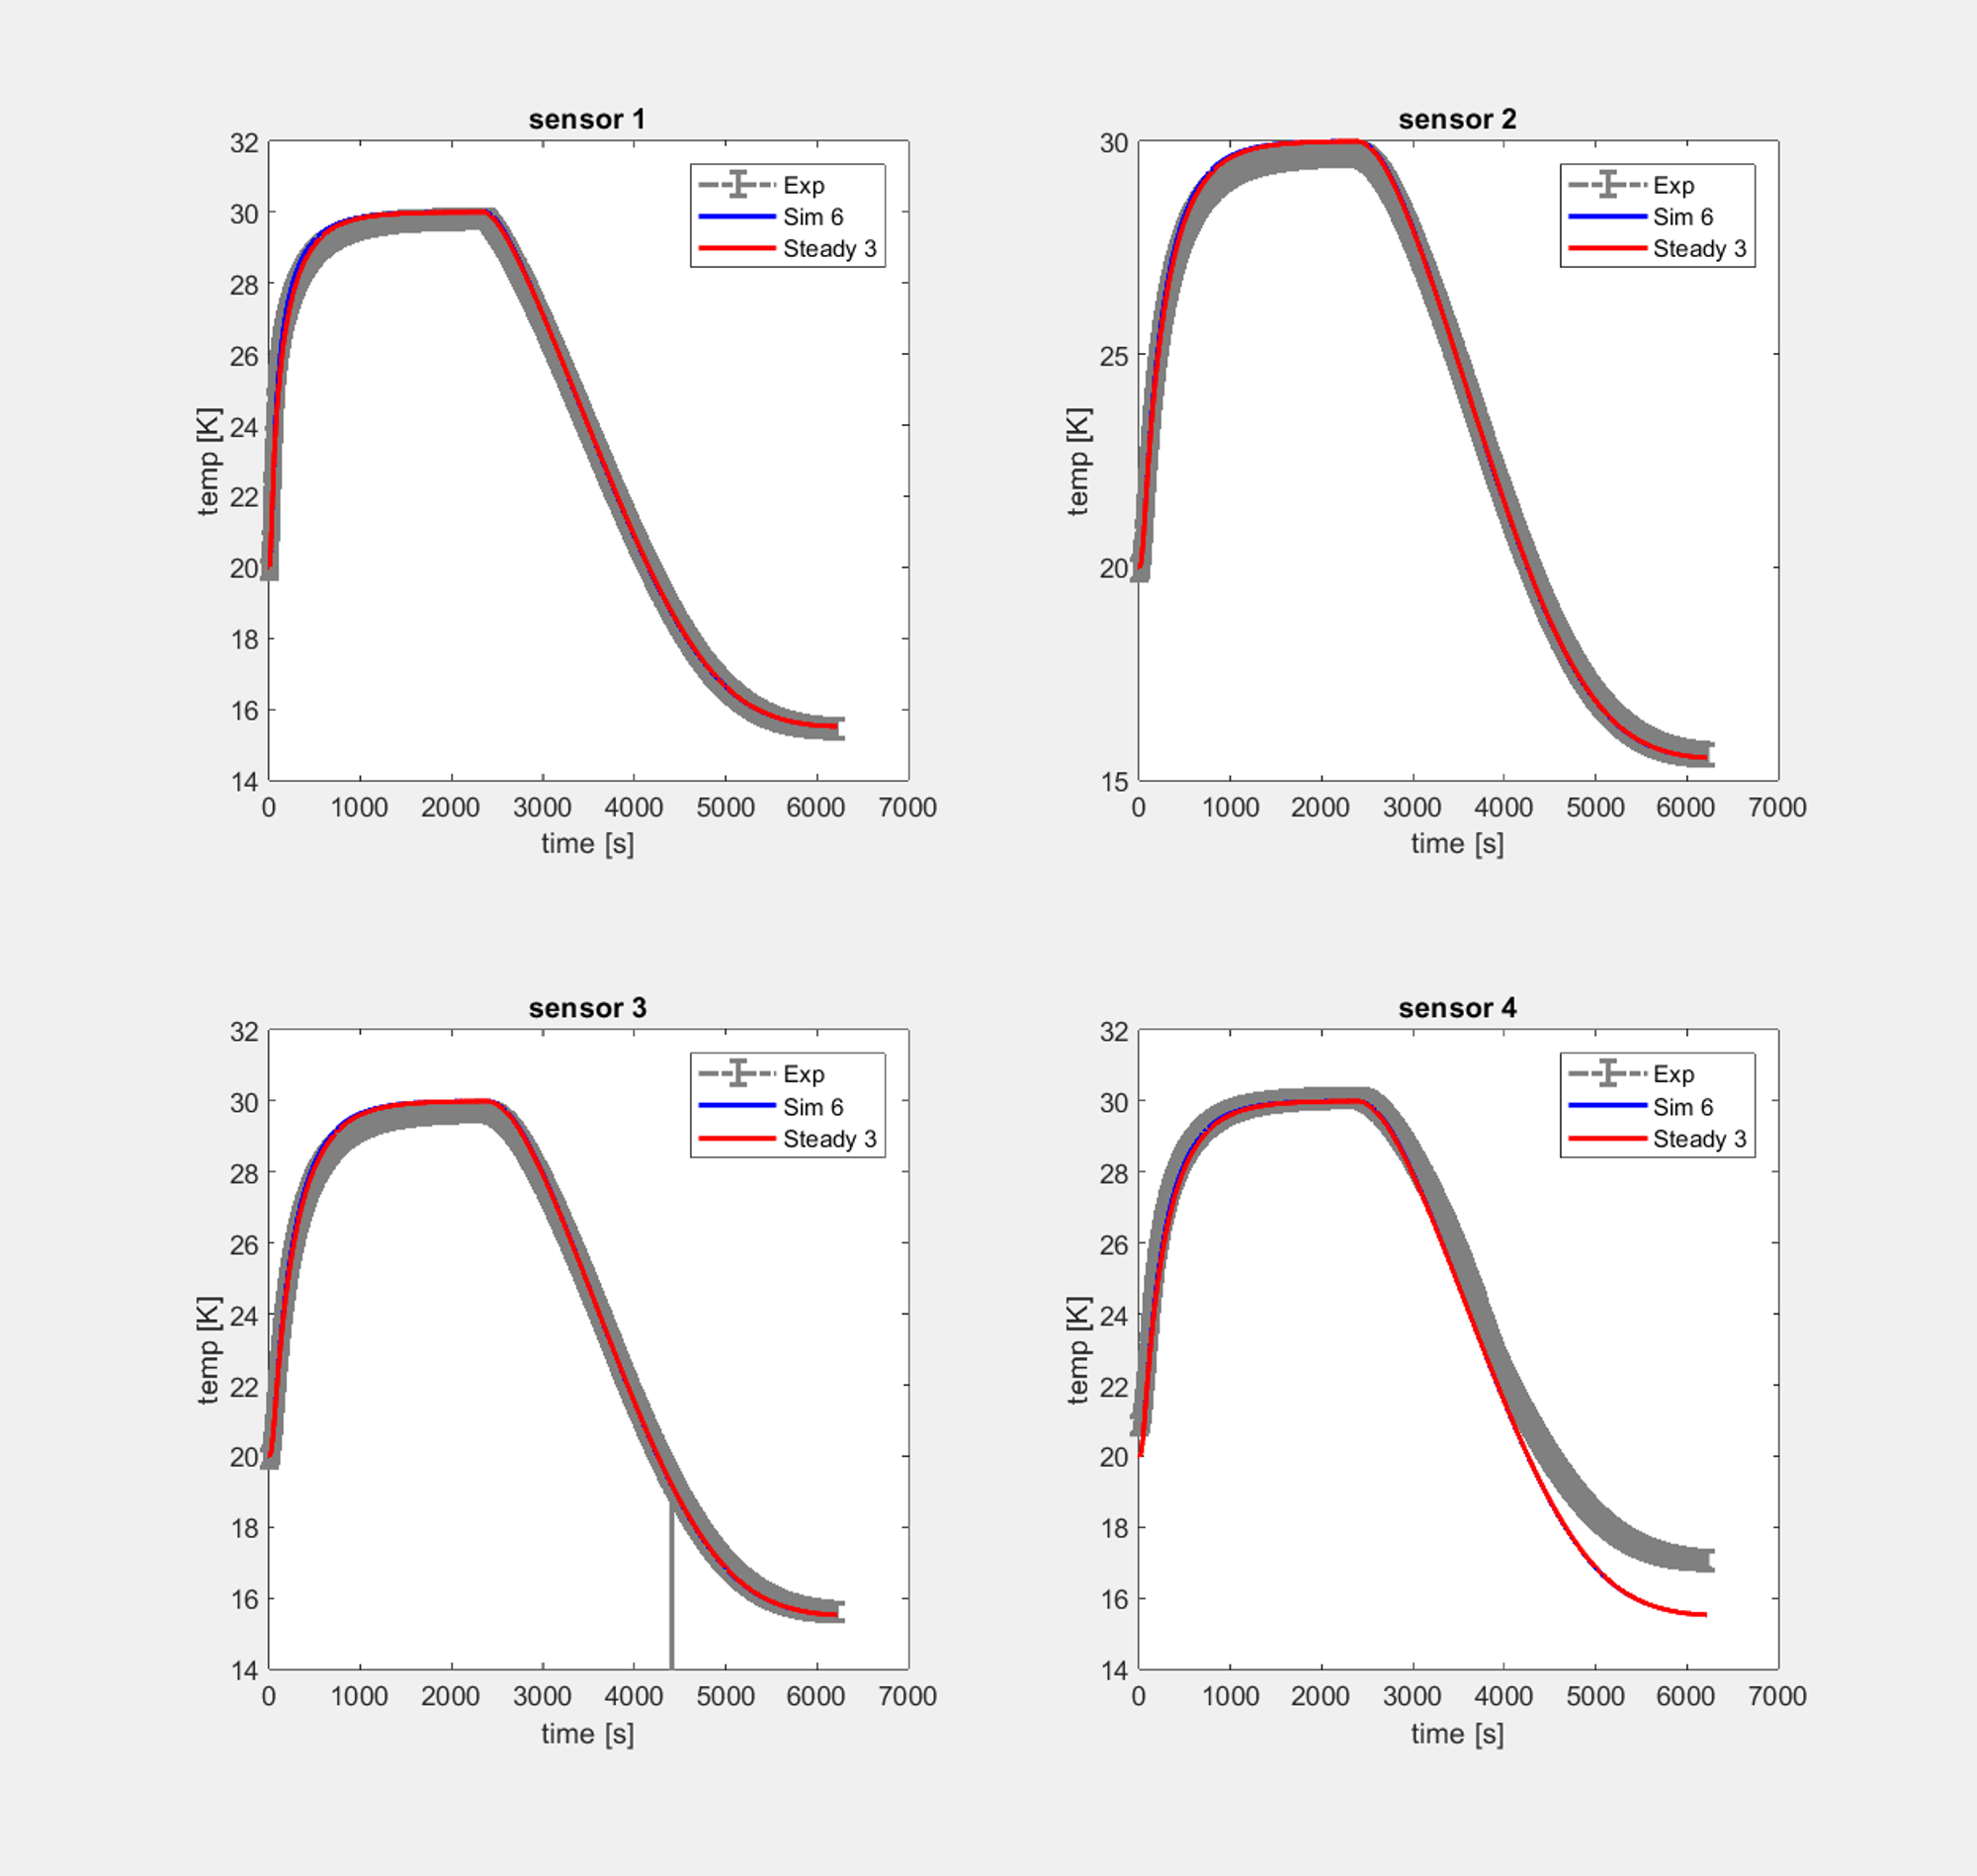 sensor 1
32
30
28
26
24
22
20
18
16
14
temp [K]
Exp
Sim 6
Steady 3
0 1000 2000 3000 4000 5000 6000 7000
time [s]
sensor 2
30
25
20
15
temp [K]
Exp
Sim 6
Steady 3
0 1000 2000 3000 4000 5000 6000 7000
time [s]
sensor 3
32
30
28
26
24
22
20
18
16
14
temp [K]
Exp
Sim 6
Steady 3
0 1000 2000 3000 4000 5000 6000 7000
time [s]
sensor 4
32
30
28
26
24
22
20
18
16
14
temp [K]
Exp
Sim 6
Steady 3
0 1000 2000 3000 4000 5000 6000 7000
time [s]